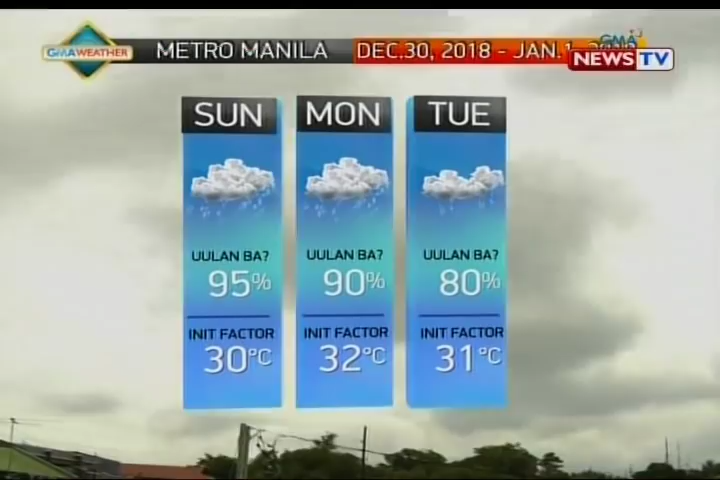 GMA WEATHER
METRO MANILA
DEC.30, 2018 - JAN.1,
GMA
NEWS TV
SUN
MON
TUE
UULAN BA?
95%
UULAN BA?
90%
UULAN BA?
80%
INIT FACTOR
30°C
INIT FACTOR
32°C
INIT FACTOR
31°C